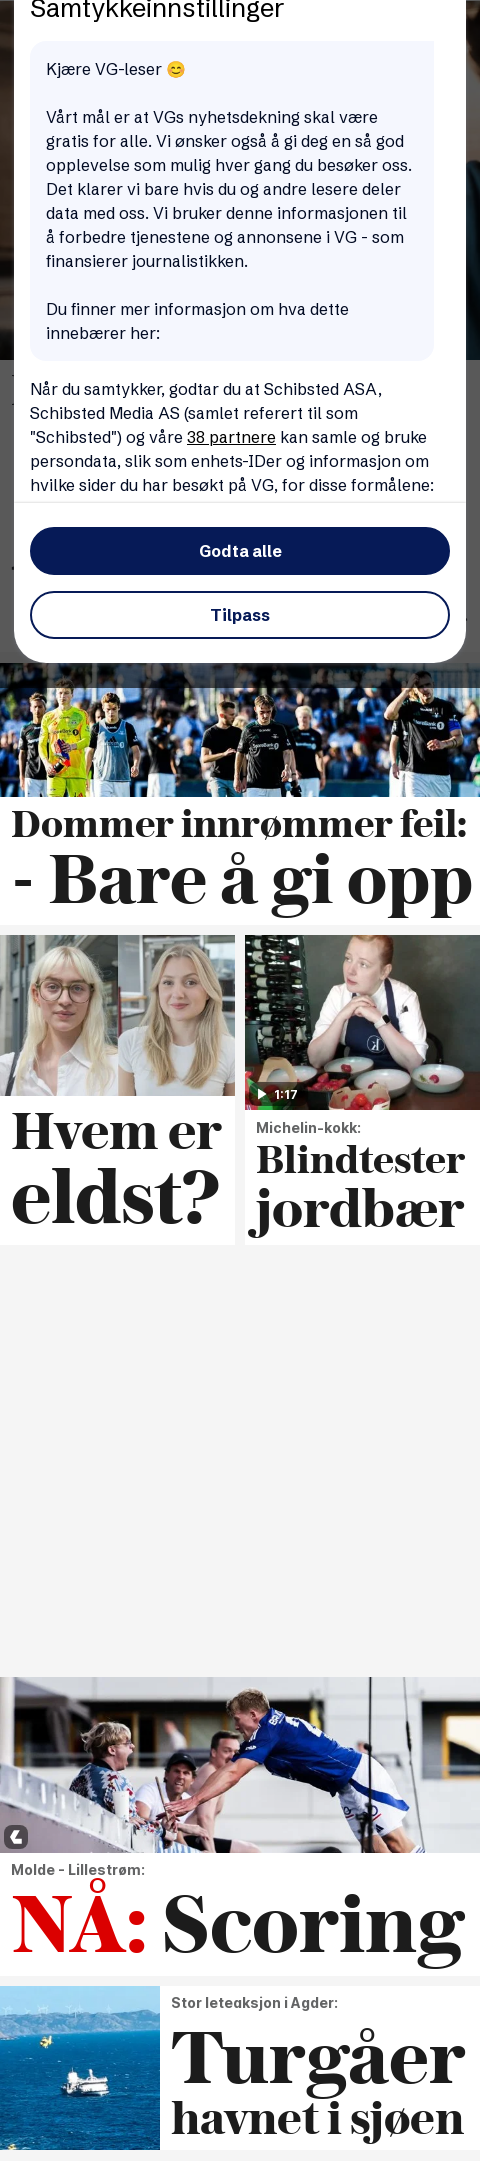 Samtykkeinnstillinger
Kjære VG-leser 😊
Vårt mål er at VGs nyhetsdekning skal være
gratis for alle. Vi ønsker også å gi deg en så god
opplevelse som mulig hver gang du besøker oss.
Det klarer vi bare hvis du og andre lesere deler
data med oss. Vi bruker denne informasjonen til
å forbedre tjenestene og annonsene i VG - som
finansierer journalistikken.
Du finner mer informasjon om hva dette
innebærer her:
Når du samtykker, godtar du at Schibsted ASA,
Schibsted Media AS (samlet referert til som
"Schibsted") og våre 38 partnere kan samle og bruke
persondata, slik som enhets-IDer og informasjon om
hvilke sider du har besøkt på VG, for disse formålene:
Godta alle
Tilpass
Dommer innrømmer feil:
- Bare å gi opp
Hvem er
eldst?
1:17
Michelin-kokk:
Blindtester
jordbær
Molde - Lillestrøm:
NÅ: Scoring
Stor leteaksjon i Agder:
Turgåer
havnet i sjøen